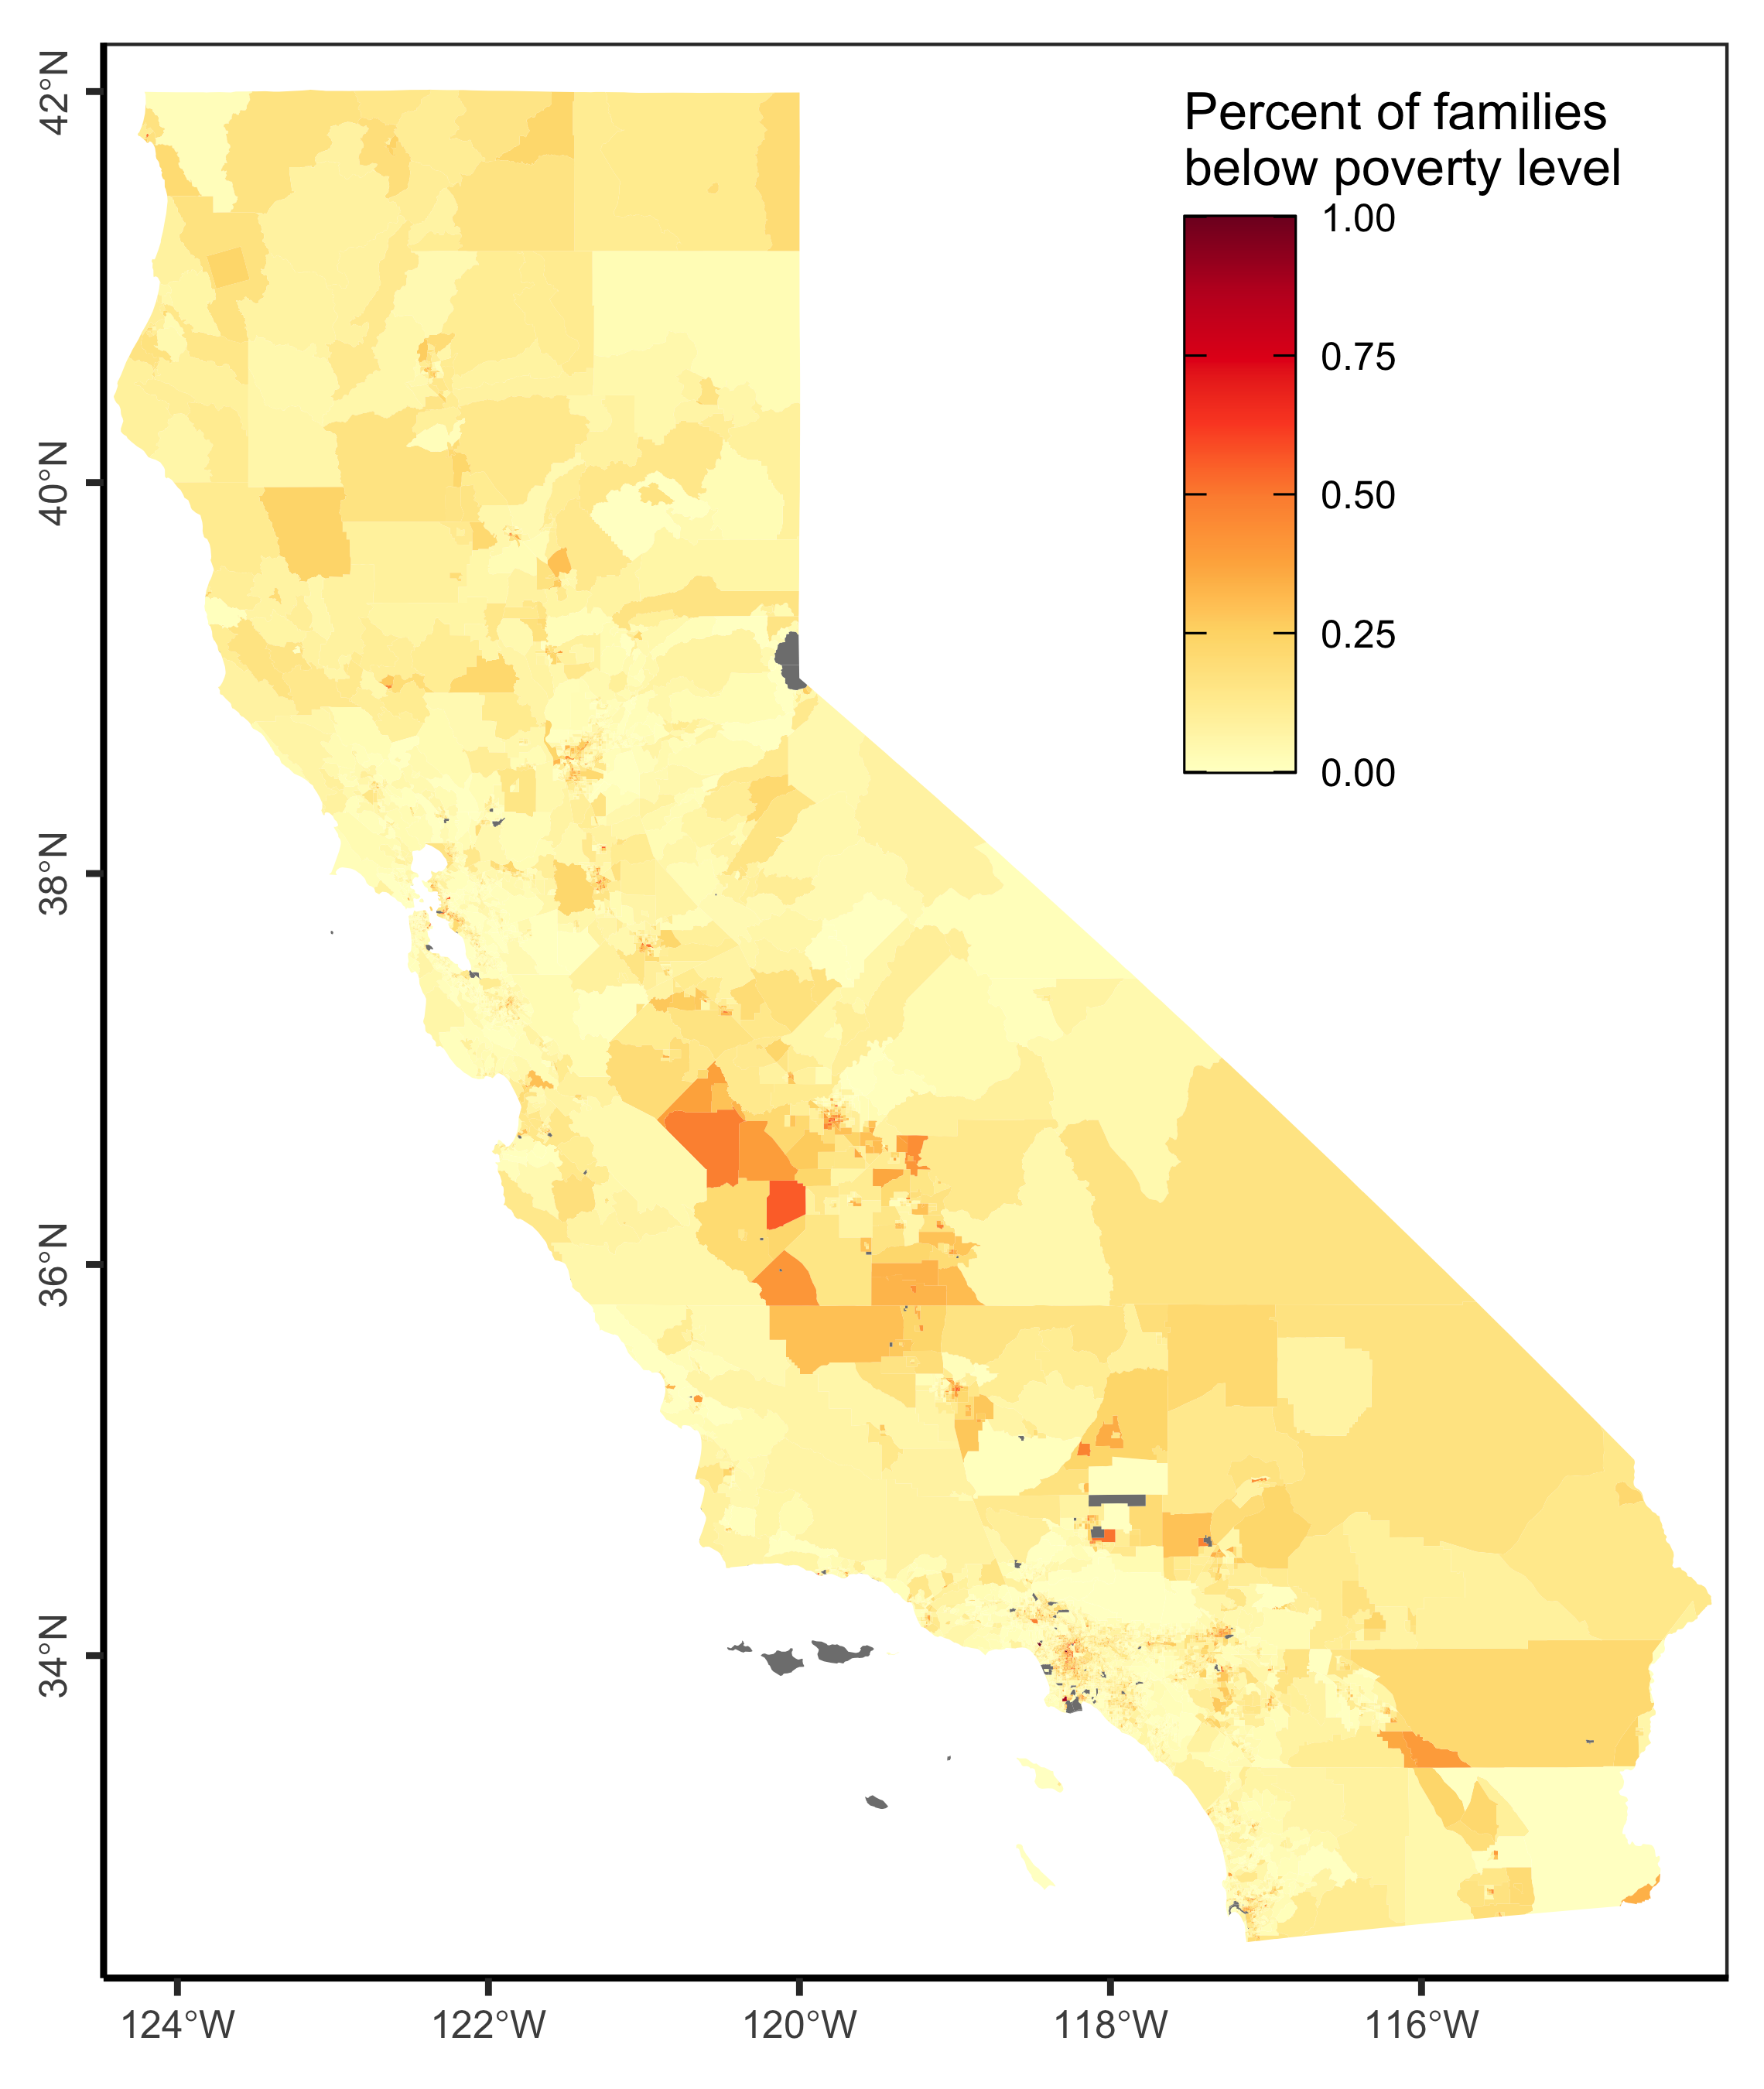 Percent of families
below poverty level
1.00
0.75
0.50
0.25
0.00
42°N
40°N
38°N
36°N
34°N
124°W
122°W
120°W
118°W
116°W